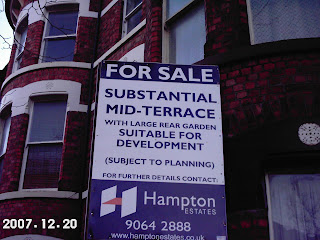 FOR SALE
SUBSTANTIAL
MID-TERRACE
WITH LARGE REAR GARDEN
SUITABLE FOR
DEVELOPMENT
(SUBJECT TO PLANNING)
FOR FURTHER DETAILS CONTACT:
Hampton
ESTATES
9064 2888
www.hamptonestates.co.uk
2007.12.20